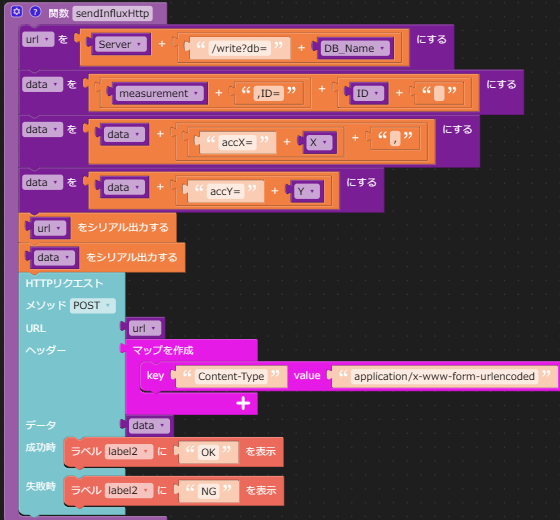 関数 sendInfluxHttp
url を Server + “ /write?db= ” + DB_Name にする
data を measurement + “ ,ID= ” + ID + “   ” にする
data を data + “ accX= ” + X + “ , ” にする
data を data + “ accY= ” + Y にする
url をシリアル出力する
data をシリアル出力する
HTTPリクエスト
メソッド POST
URL url
ヘッダー マップを作成
key “ Content-Type ” value “ application/x-www-form-urlencoded ”
データ data
成功時 ラベル label2 に “ OK ” を表示
失敗時 ラベル label2 に “ NG ” を表示